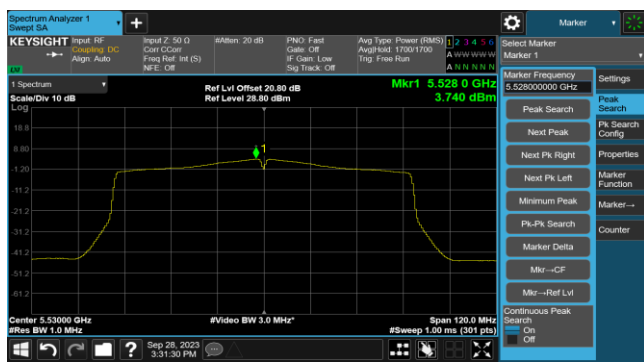 Spectrum Analyzer 1
Swept SA
Marker
KEYSIGHT Input: RF
Coupling: DC
Align: Auto
Input Z: 50 Ω
Corr CCorr
Freq Ref: Int (S)
NFE: Off
#Atten: 20 dB
PNO: Fast
Gate: Off
IF Gain: Low
Sig Track: Off
Avg Type: Power (RMS)
Avg|Hold: 1700/1700
Trig: Free Run
1 2 3 4 5 6
A W W W W W
A N N N N N
Select Marker
Marker 1
1 Spectrum
Scale/Div 10 dB
Log
Ref Lvl Offset 20.80 dB
Ref Level 28.80 dBm
Mkr1 5.528 0 GHz
3.740 dBm
18.8
8.80
-1.20
-11.2
-21.2
-31.2
-41.2
-51.2
-61.2
1
Center 5.53000 GHz
#Res BW 1.0 MHz
#Video BW 3.0 MHz*
Span 120.0 MHz
#Sweep 1.00 ms (301 pts)
Marker Frequency
5.528000000 GHz
Peak Search
Next Peak
Next Pk Right
Next Pk Left
Minimum Peak
Pk-Pk Search
Marker Delta
Mkr→CF
Mkr→Ref Lvl
Continuous Peak
Search
On
Off
Settings
Peak
Search
Pk Search
Config
Properties
Marker
Function
Marker→
Counter
Sep 28, 2023
3:31:30 PM